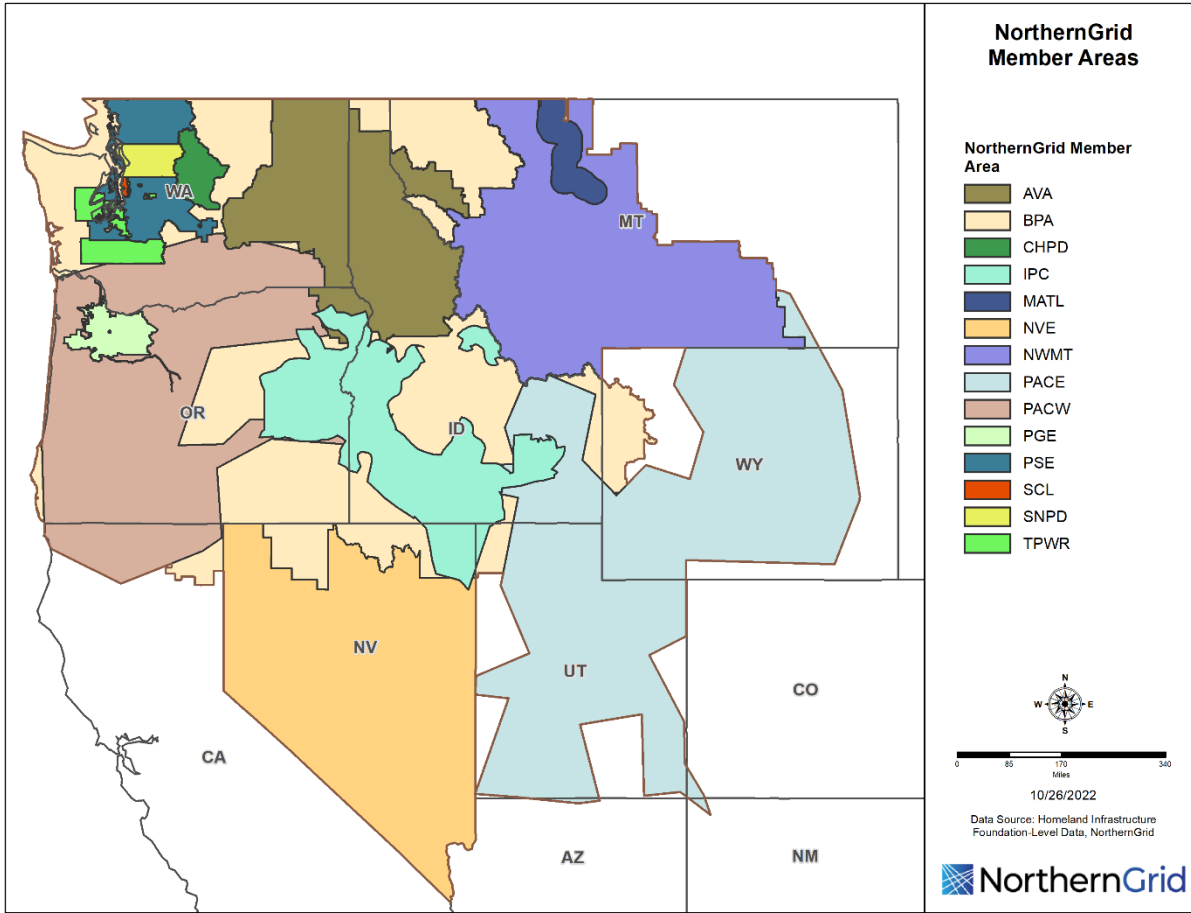 NorthernGrid
Member Areas
NorthernGrid Member
Area
AVA
BPA
CHPD
IPC
MATL
NVE
NWMT
PACE
PACW
PGE
PSE
SCL
SNPD
TPWR
WA
MT
OR
ID
WY
NV
UT
CO
CA
AZ
NM
N
W
E
S
0
85
170
340
Miles
10/26/2022
Data Source: Homeland Infrastructure
Foundation-Level Data, NorthernGrid
NorthernGrid